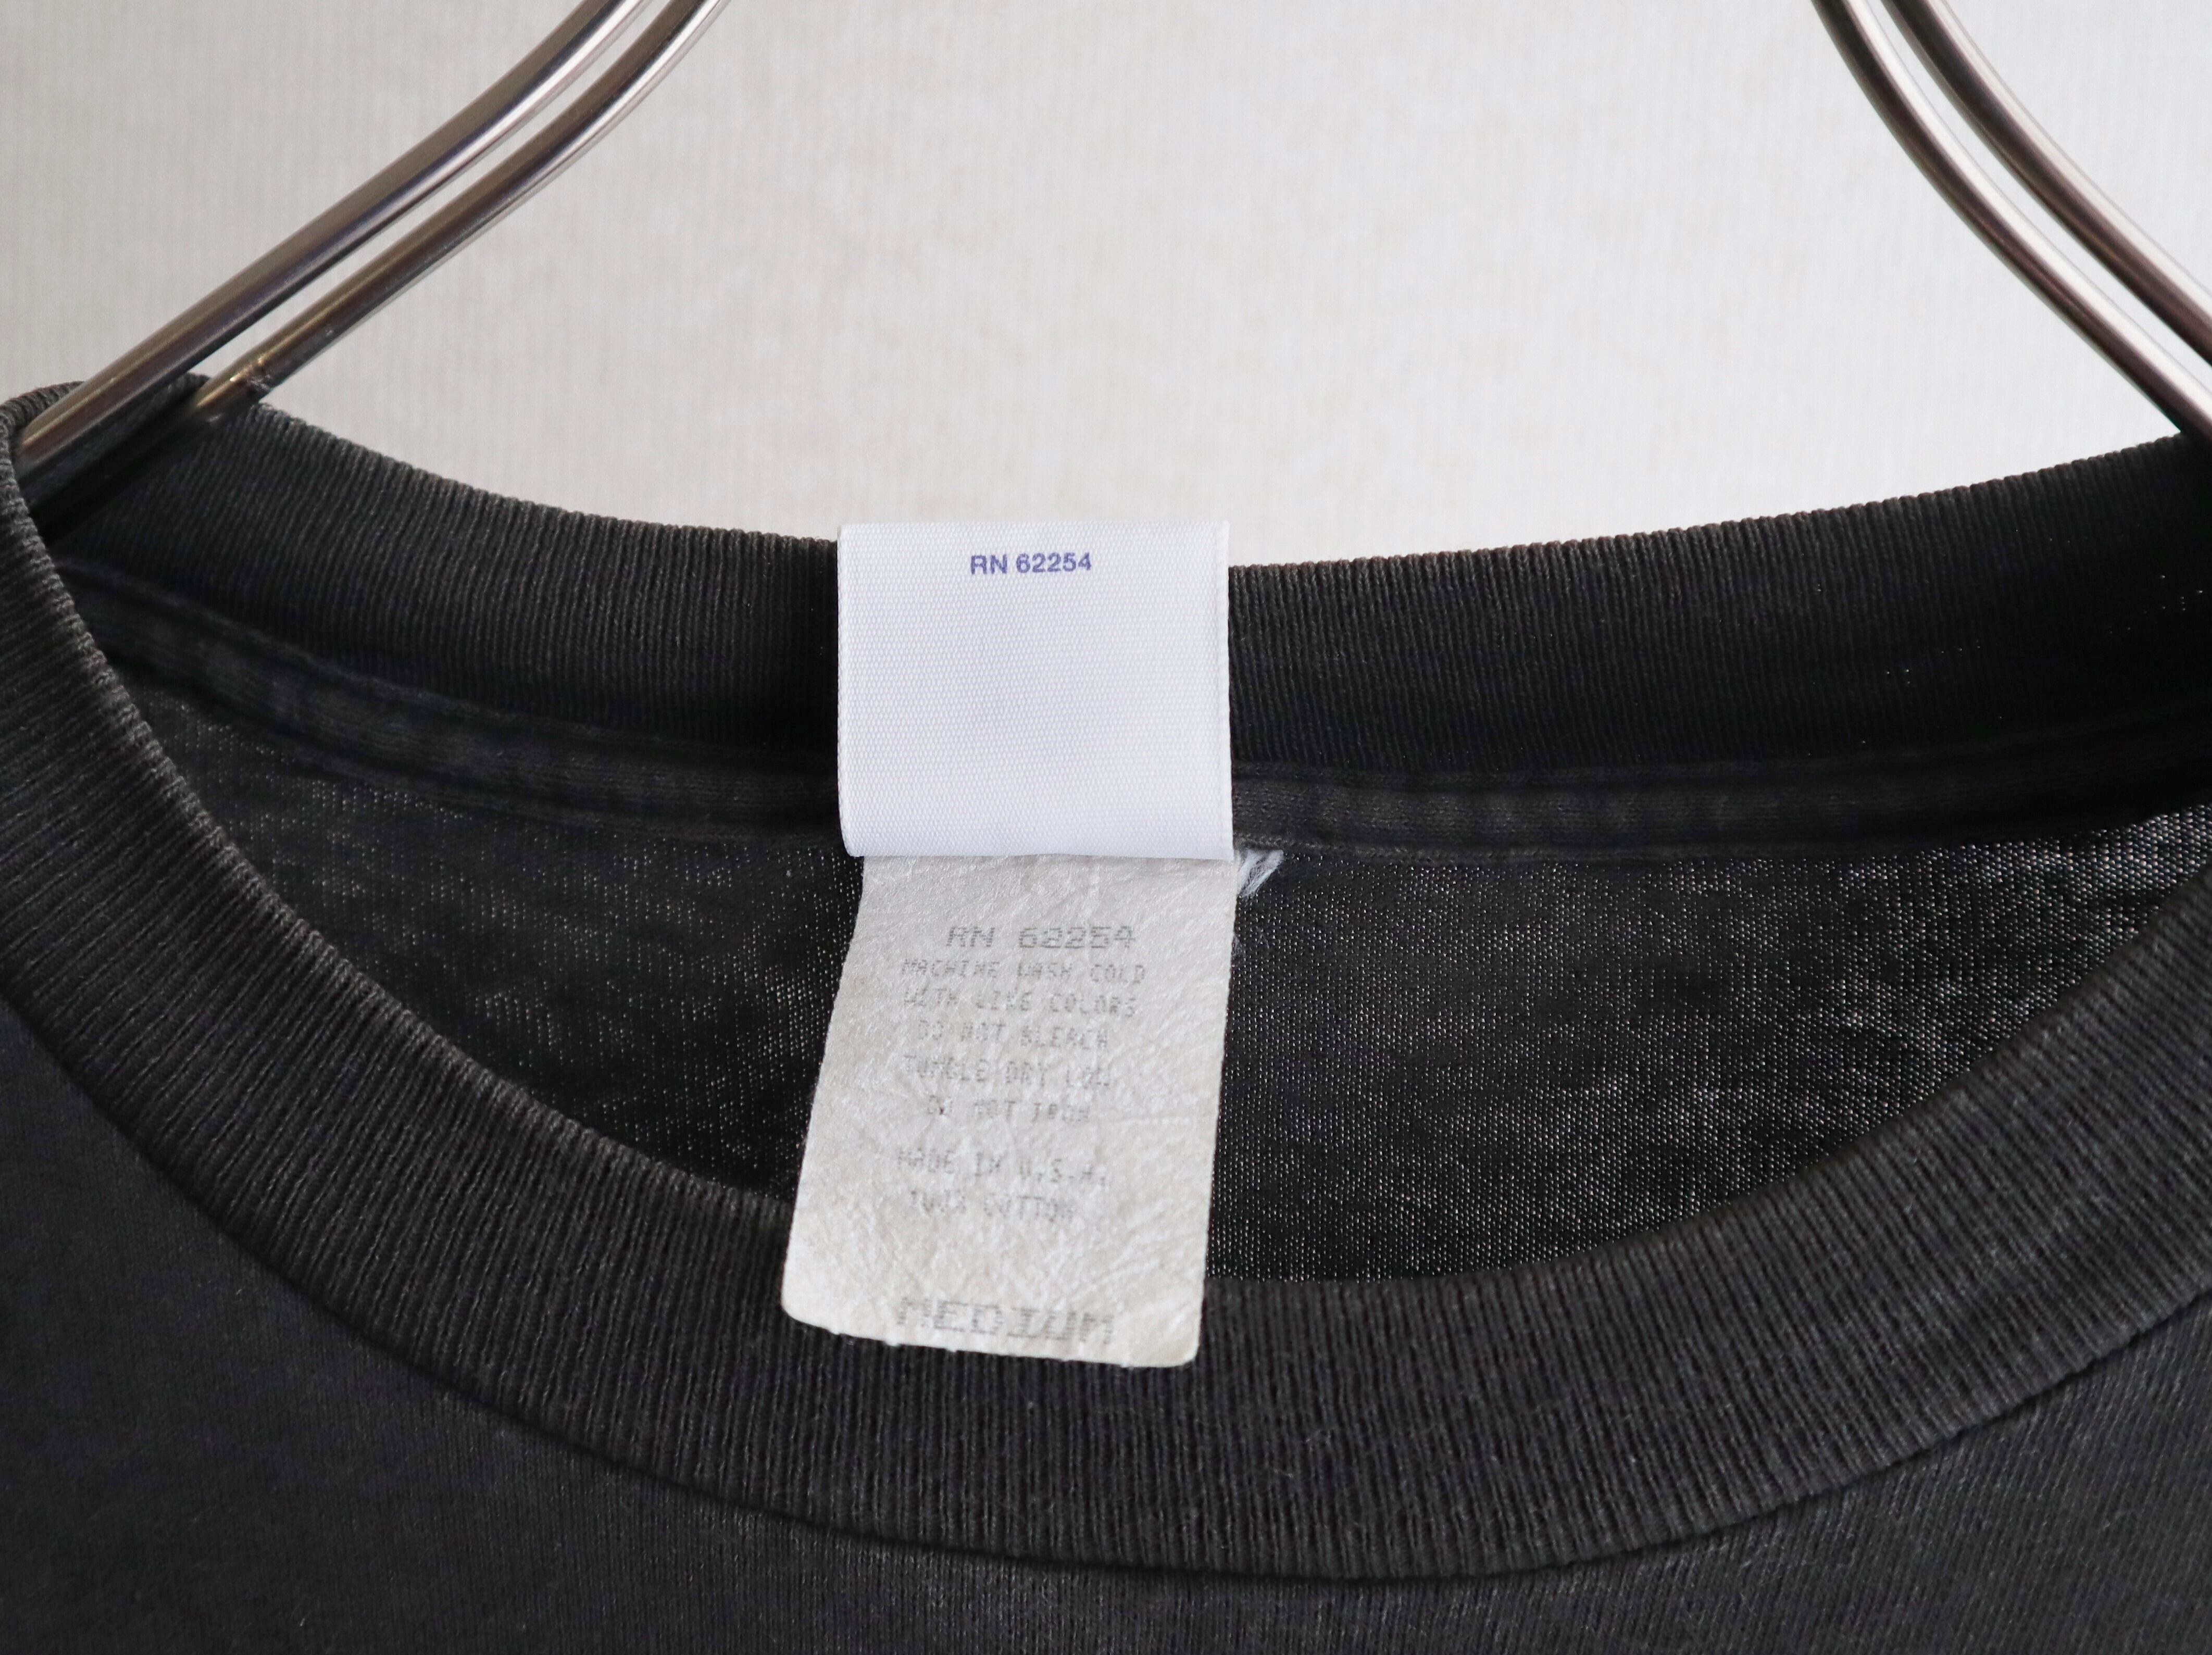 RN 62254
RN 62254
MACHINE WASH COLD
WITH LIKE COLORS
DO NOT BLEACH
TUMBLE DRY LOW
DO NOT IRON
MADE IN U.S.A.
100% COTTON
MEDIUM